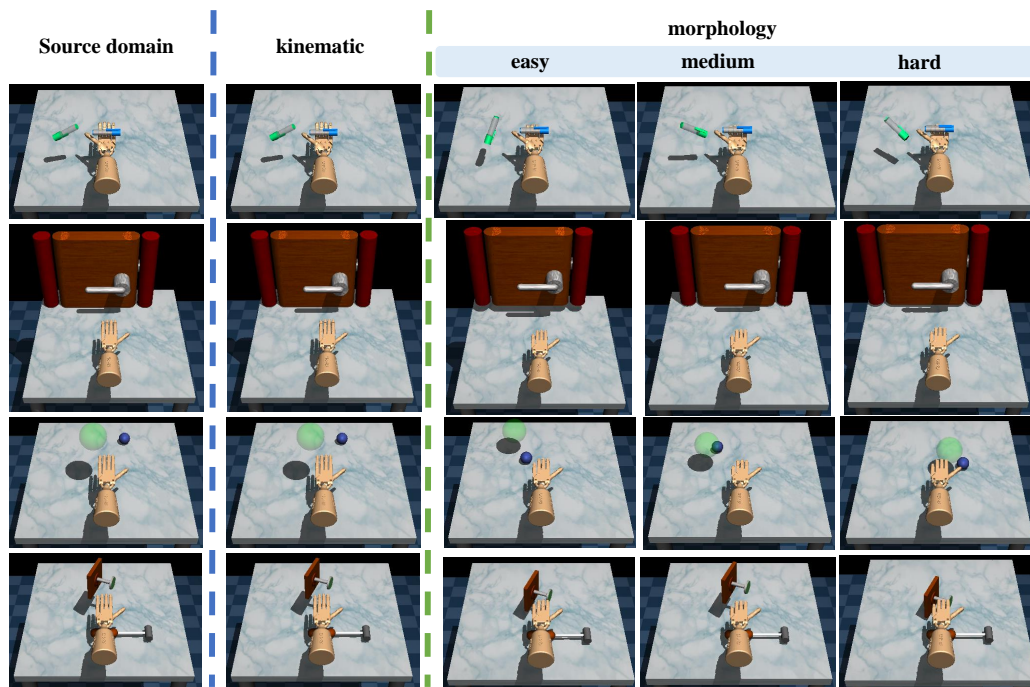 Source domain
kinematic
morphology
easy
medium
hard